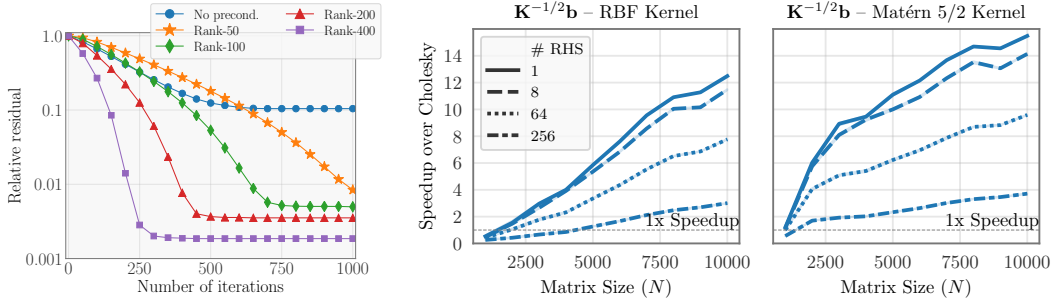 No precond.
Rank-50
Rank-100
Rank-200
Rank-400
1.0
0.1
0.01
0.001
Relative residual
0 250 500 750 1000
Number of iterations
K^{-1/2}b – RBF Kernel
# RHS
1
8
64
256
14
12
10
8
6
4
2
0
Speedup over Cholesky
1x Speedup
2500 5000 7500 10000
Matrix Size (N)
K^{-1/2}b – Matérn 5/2 Kernel
1x Speedup
2500 5000 7500 10000
Matrix Size (N)